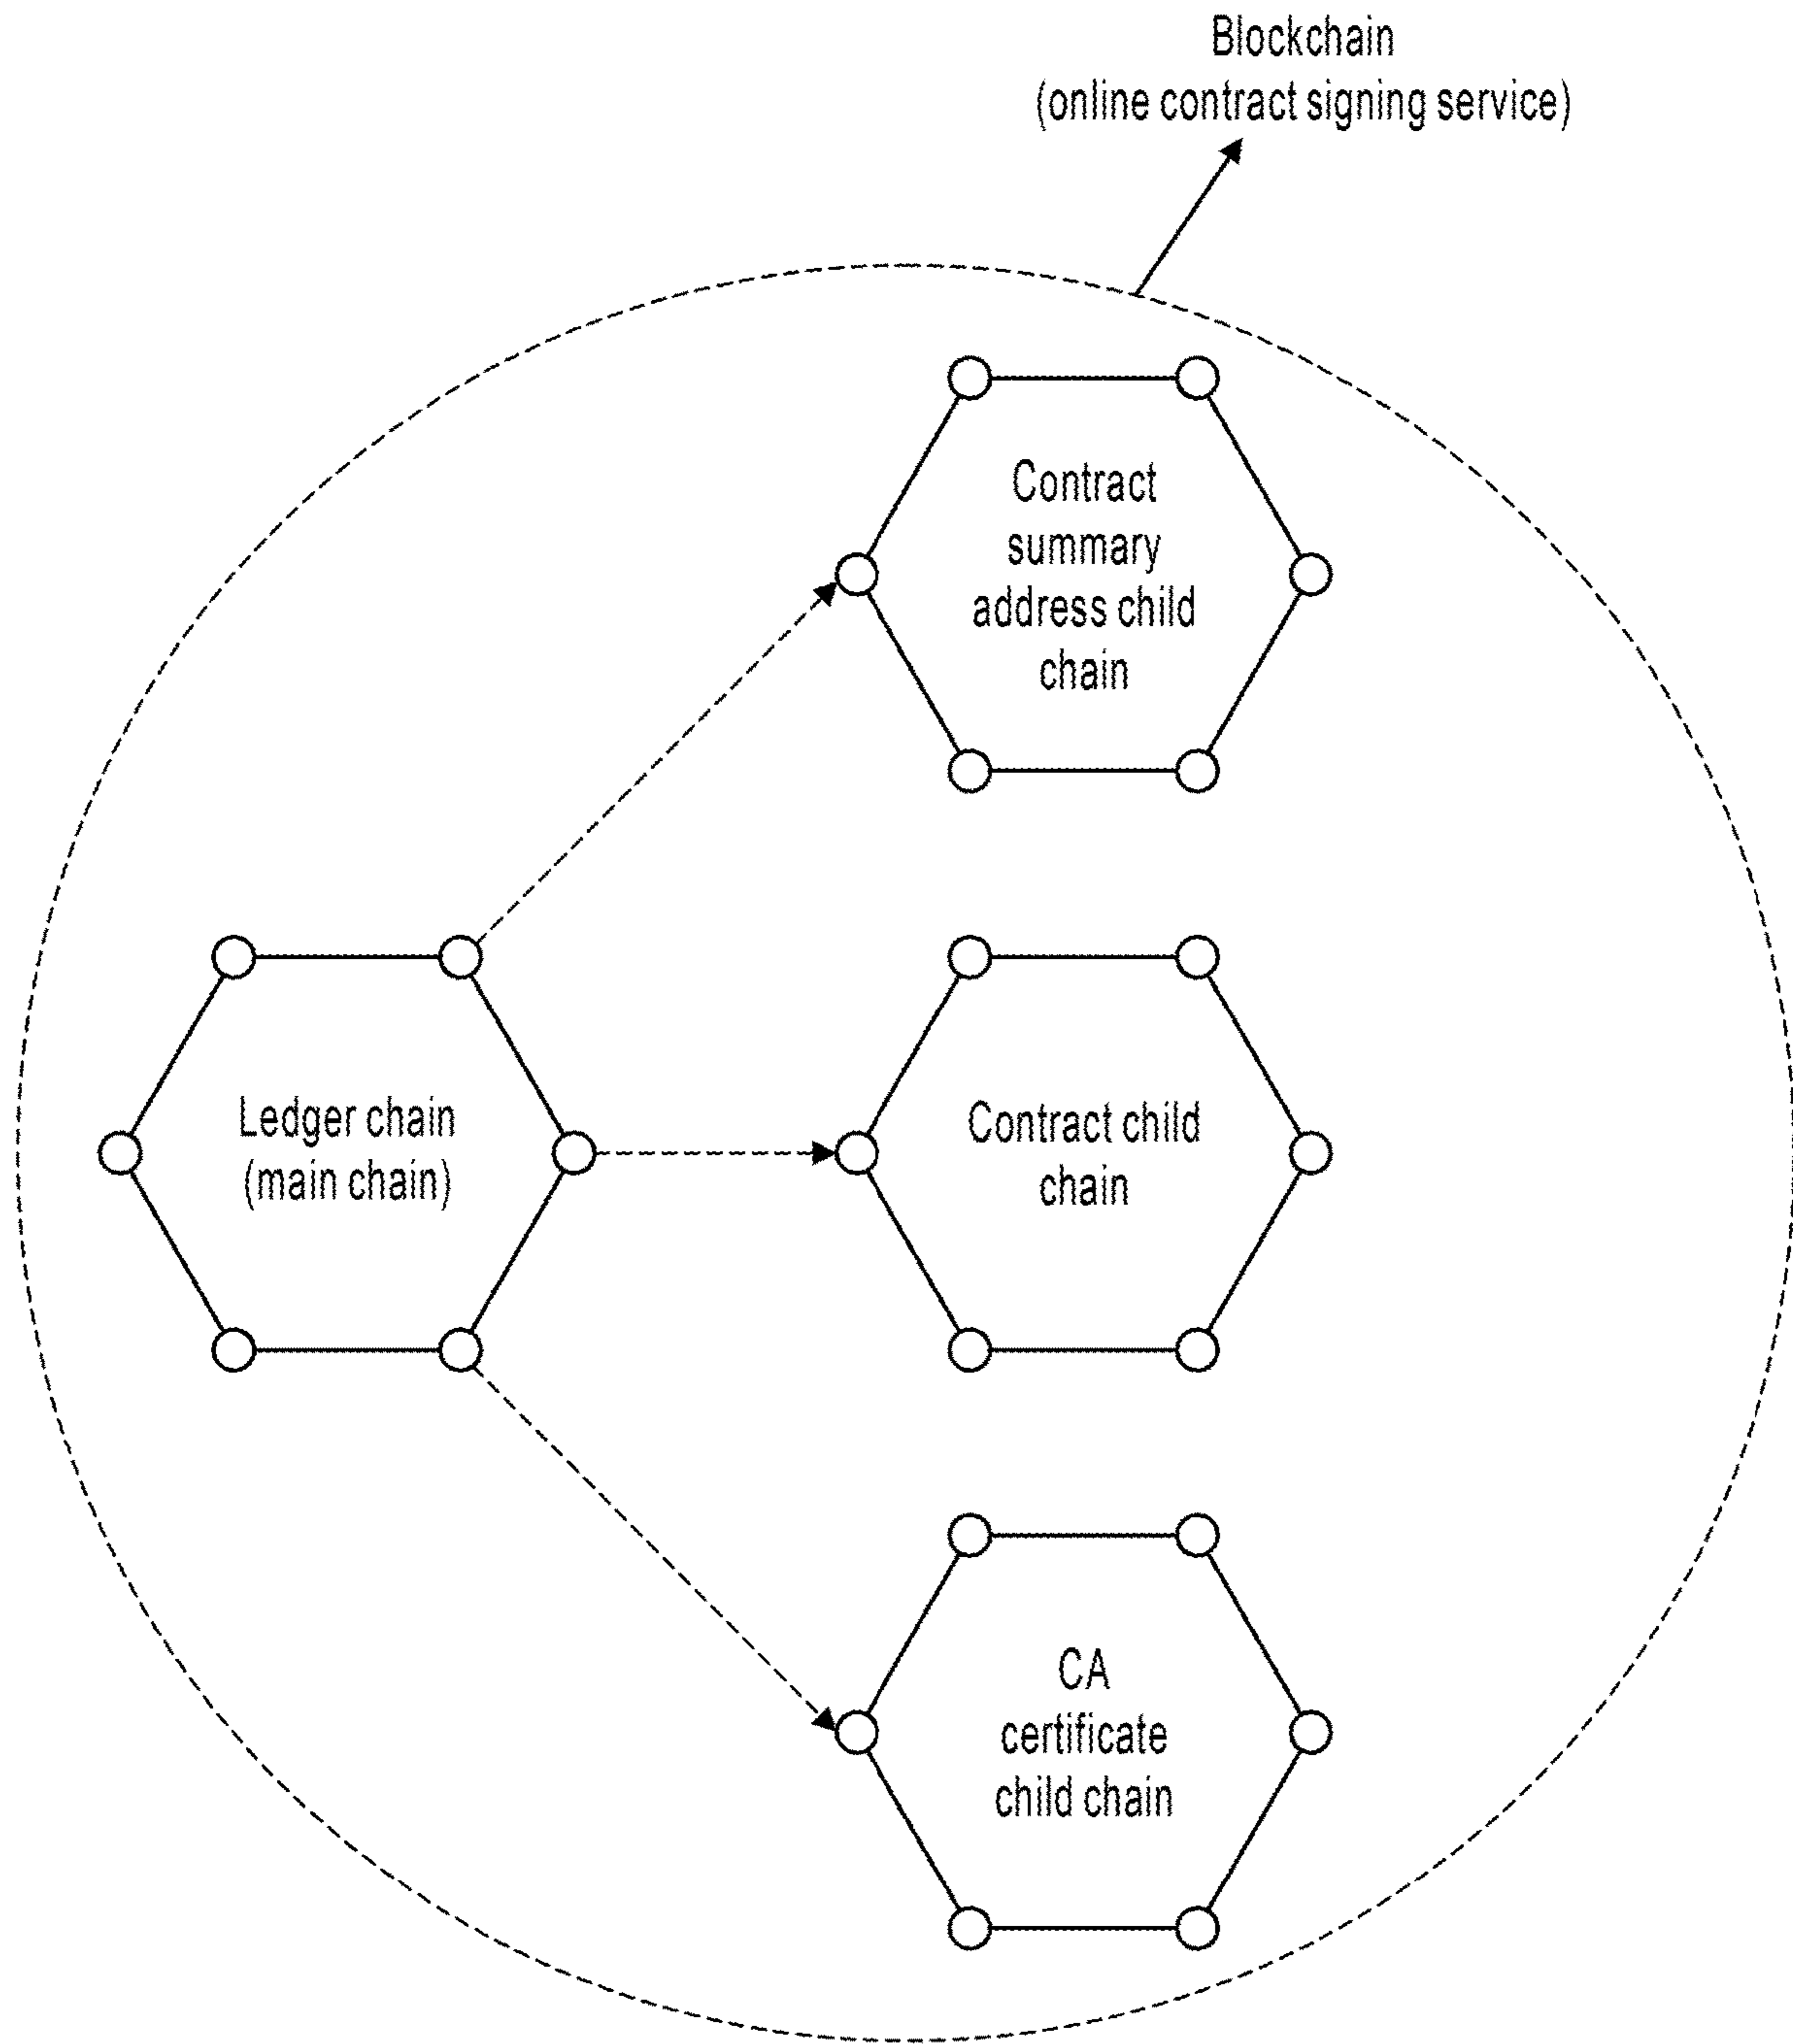 Blockchain
(online contract signing service)
Contract
summary
address child
chain
Ledger chain
(main chain)
Contract child
chain
CA
certificate
child chain